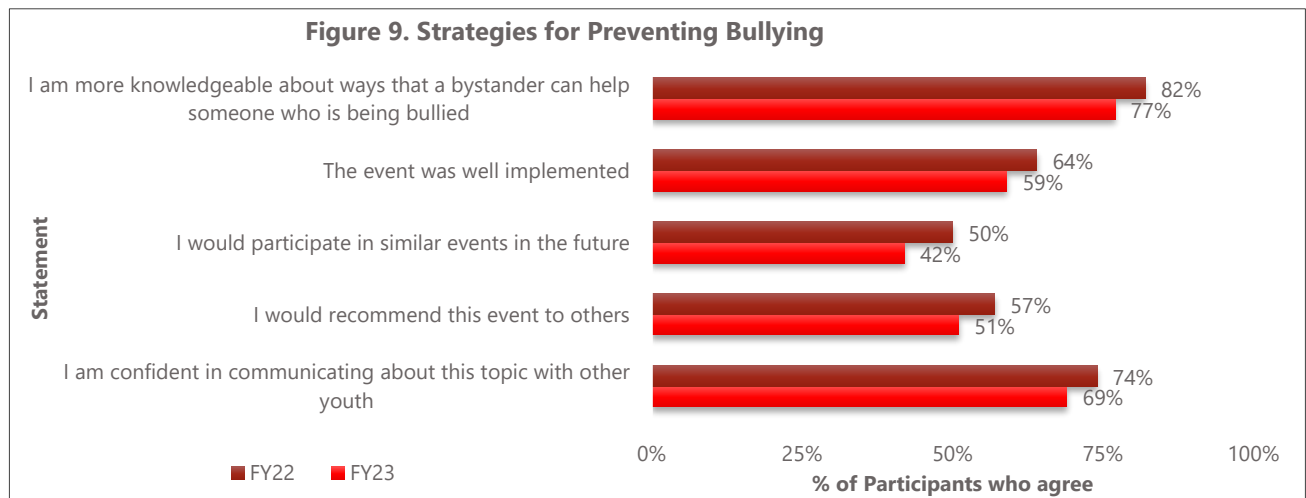 Figure 9. Strategies for Preventing Bullying
I am more knowledgeable about ways that a bystander can help
someone who is being bullied
82%
77%
The event was well implemented
64%
59%
I would participate in similar events in the future
50%
42%
I would recommend this event to others
57%
51%
I am confident in communicating about this topic with other
youth
74%
69%
Statement
0% 25% 50% 75% 100%
% of Participants who agree
FY22 FY23